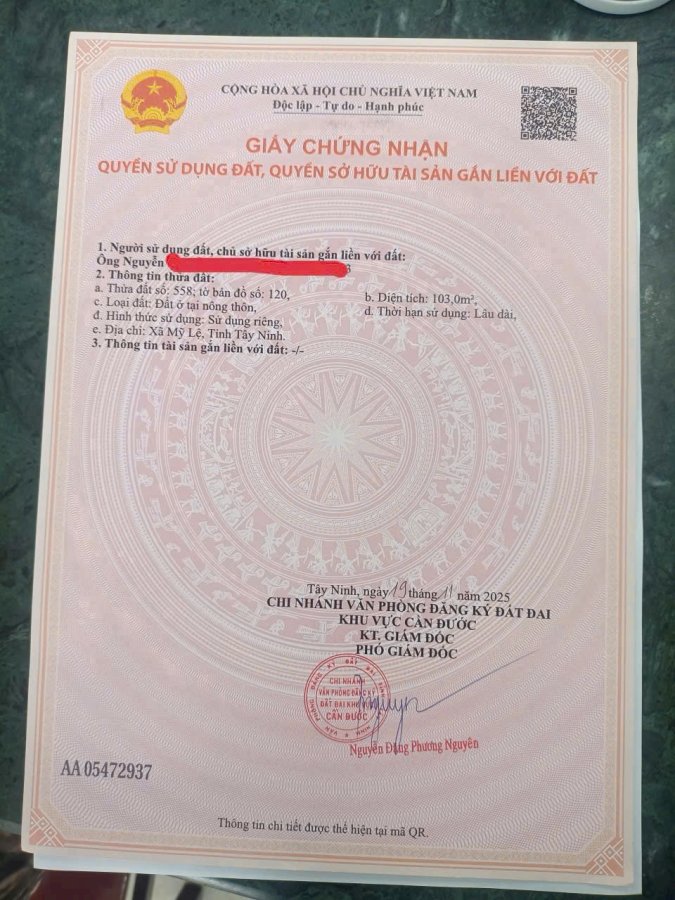 CỘNG HÒA XÃ HỘI CHỦ NGHĨA VIỆT NAM
Độc lập - Tự do - Hạnh phúc
GIẤY CHỨNG NHẬN
QUYỀN SỬ DỤNG ĐẤT, QUYỀN SỞ HỮU TÀI SẢN GẮN LIỀN VỚI ĐẤT
1. Người sử dụng đất, chủ sở hữu tài sản gắn liền với đất:
Ông Nguyễn
2. Thông tin thửa đất:
a. Thửa đất số: 558; tờ bản đồ số: 120, b. Diện tích: 103,0m²,
c. Loại đất: Đất ở tại nông thôn, d. Thời hạn sử dụng: Lâu dài,
đ. Hình thức sử dụng: Sử dụng riêng,
e. Địa chỉ: Xã Mỹ Lệ, Tỉnh Tây Ninh.
3. Thông tin tài sản gắn liền với đất: -/-
Tây Ninh, ngày 19 tháng 11 năm 2025
CHI NHÁNH VĂN PHÒNG ĐĂNG KÝ ĐẤT ĐAI
KHU VỰC CẦN ĐƯỚC
KT. GIÁM ĐỐC
PHÓ GIÁM ĐỐC
CHI NHÁNH
VĂN PHÒNG ĐĂNG KÝ
ĐẤT ĐAI KHU
CẦN ĐƯỚC
Nguyễn Đặng Phương Nguyên
AA 05472937
Thông tin chi tiết được thể hiện tại mã QR.